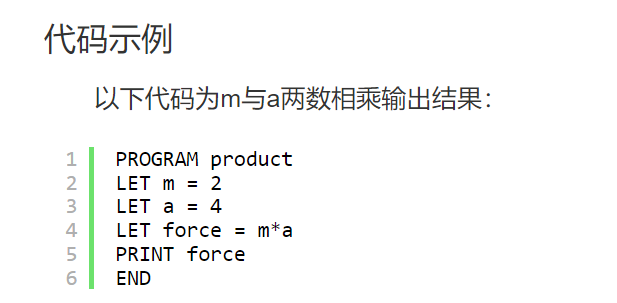 代码示例
以下代码为m与a两数相乘输出结果：
1 PROGRAM product
2 LET m = 2
3 LET a = 4
4 LET force = m*a
5 PRINT force
6 END